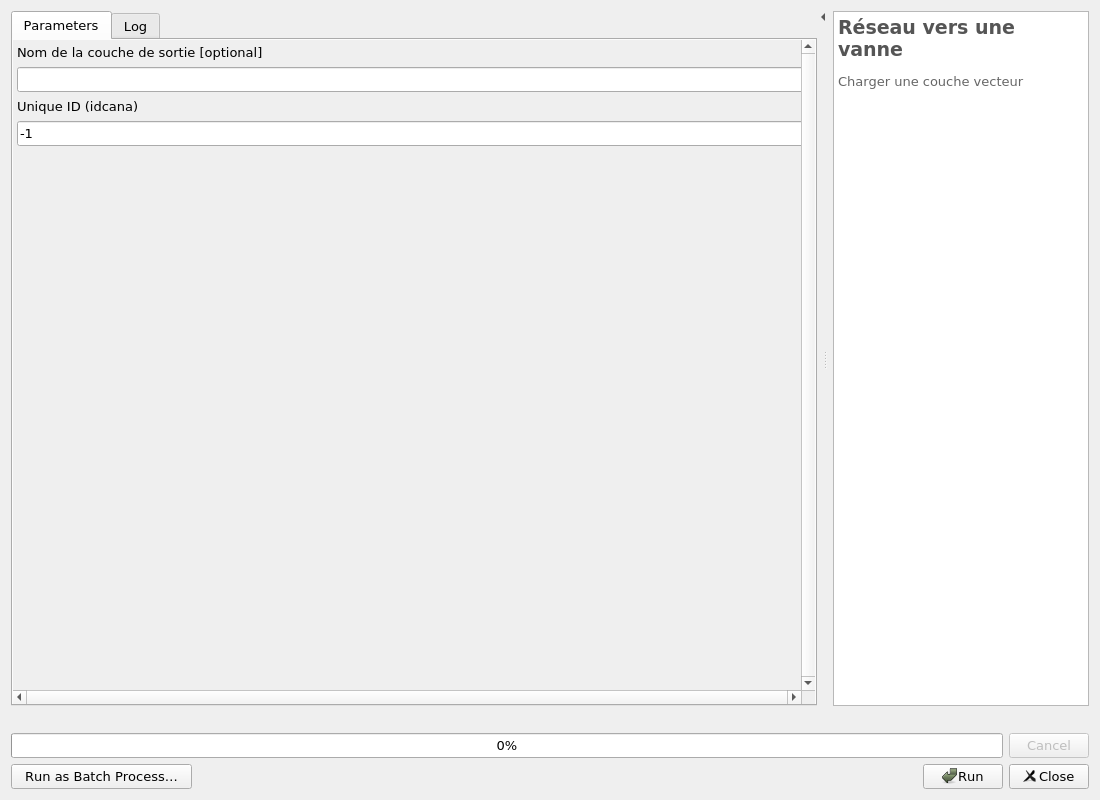 Parameters
Log
Nom de la couche de sortie [optional]
Unique ID (idcana)
-1
Réseau vers une
vanne
Charger une couche vecteur
0%
Cancel
Run as Batch Process...
Run
Close